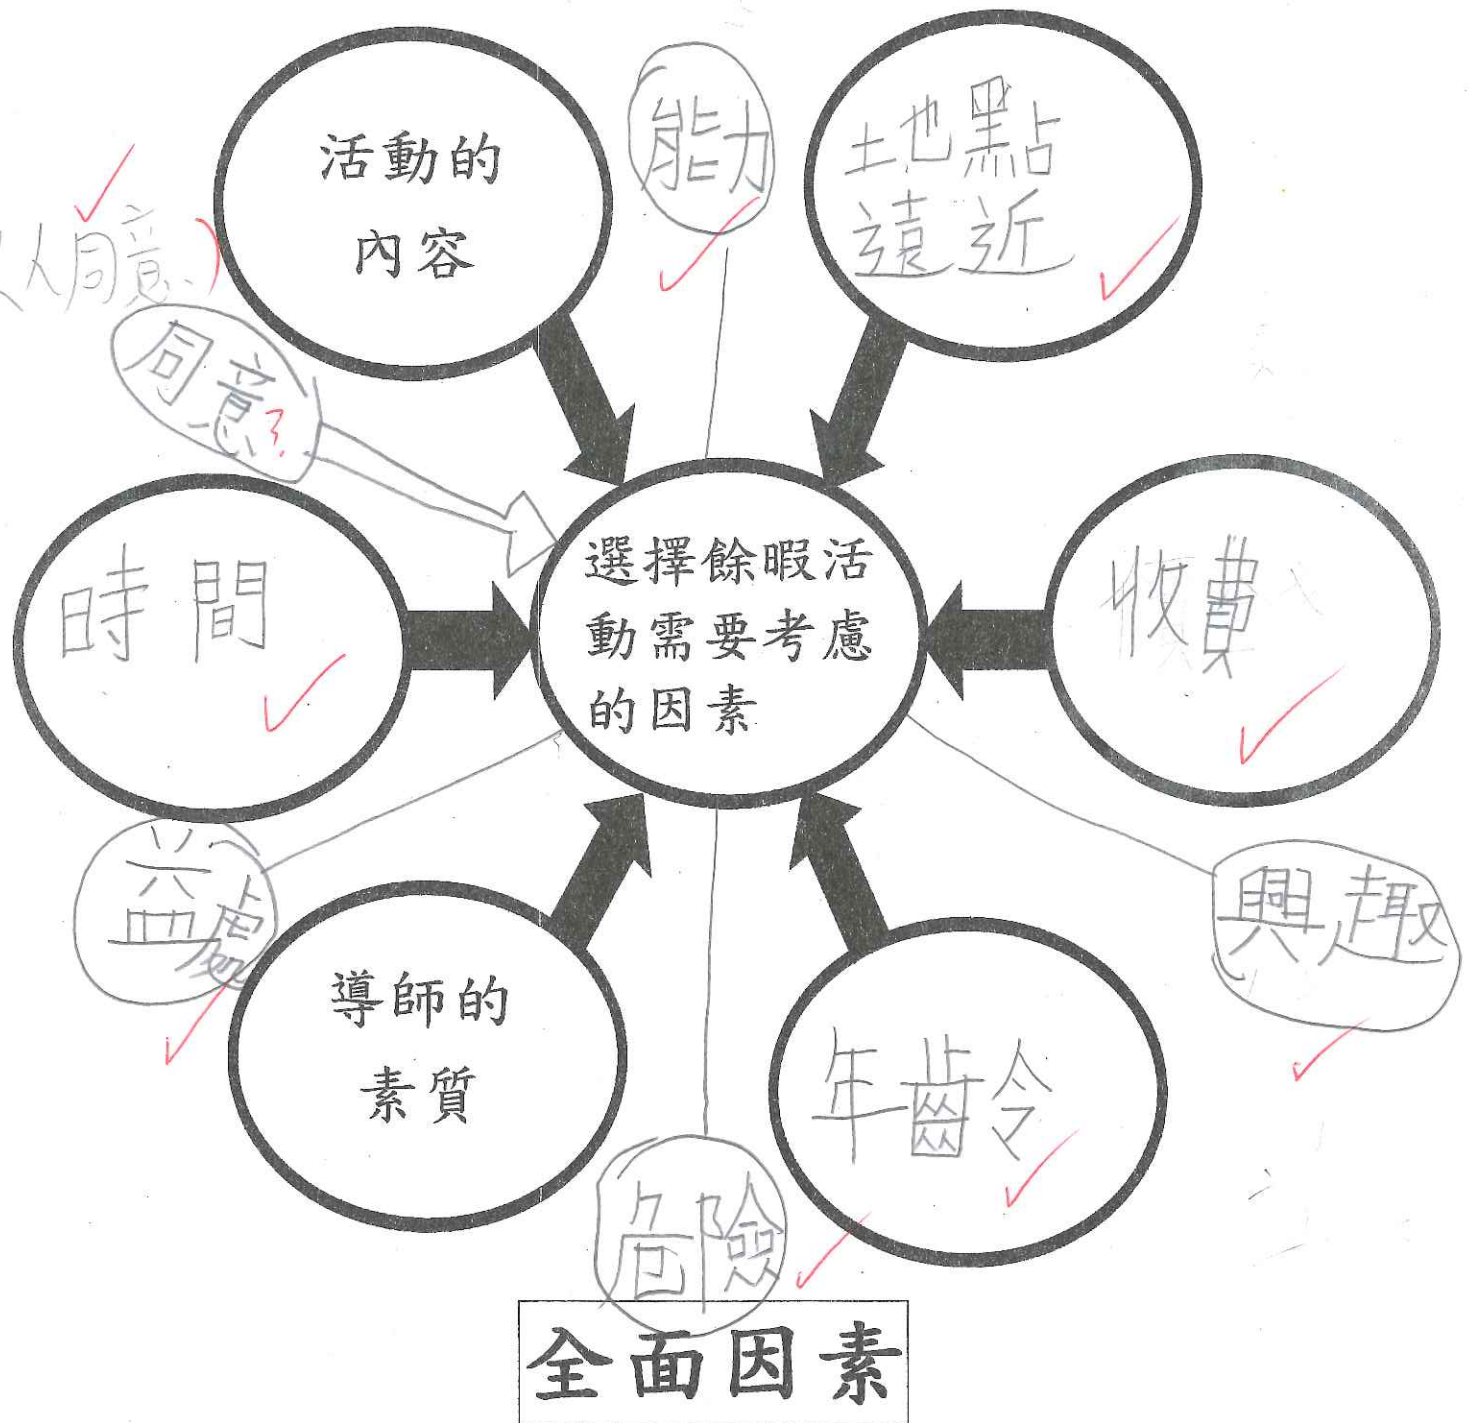 活動的
內容
能力
地點
遠近
人同意
同意?
時間
選擇餘暇活
動需要考慮
的因素
收費
益處
導師的
素質
年齡
興趣
危險
全面因素